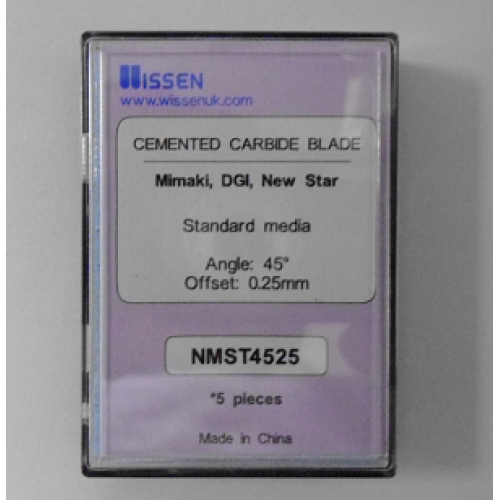 WISSEN
www.wissenuk.com
CEMENTED CARBIDE BLADE
Mimaki, DGI, New Star
Standard media
Angle: 45°
Offset: 0.25mm
NMST4525
*5 pieces
Made in China